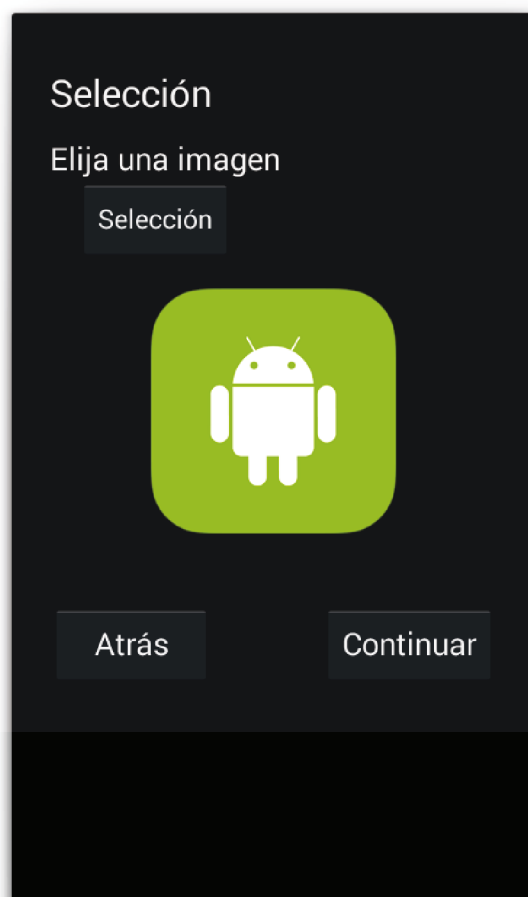 Selección
Elija una imagen
Selección
Atrás
Continuar